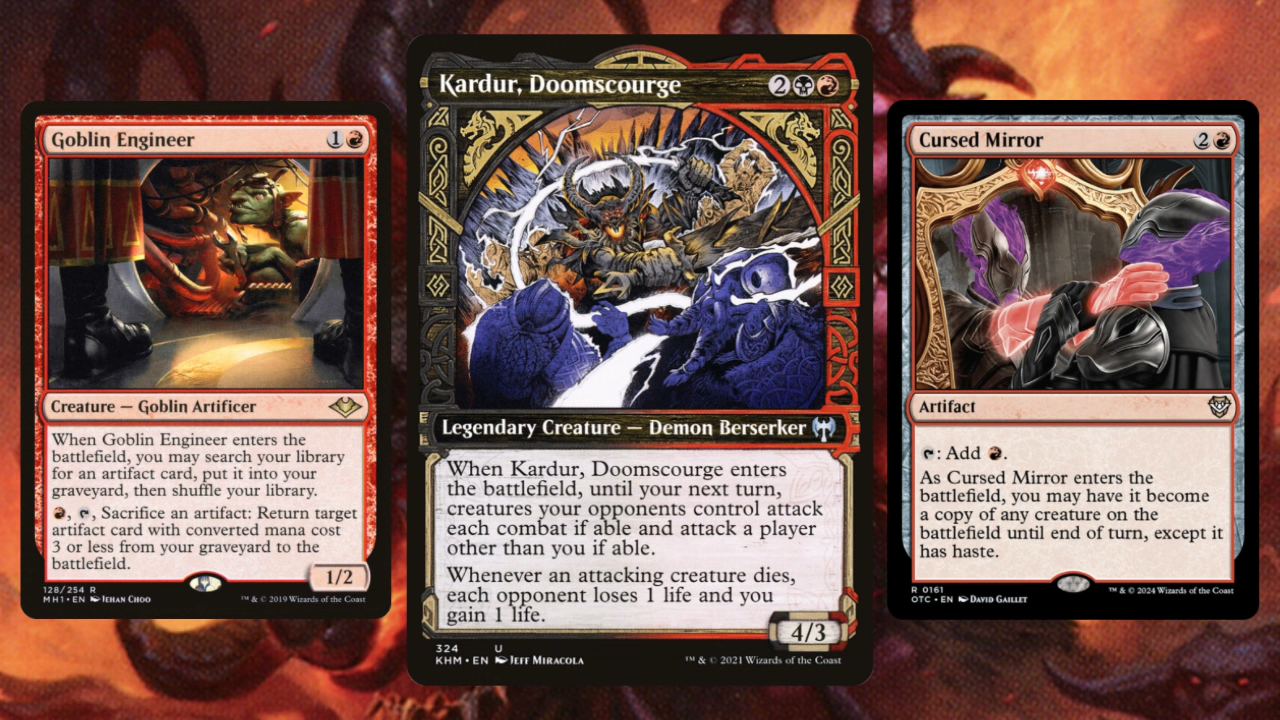 Goblin Engineer 1
Creature — Goblin Artificer
When Goblin Engineer enters the
battlefield, you may search your library
for an artifact card, put it into your
graveyard, then shuffle your library.
, , Sacrifice an artifact: Return target
artifact card with converted mana cost
3 or less from your graveyard to the
battlefield.
1/2
128/254 R
MH1 • EN Jehan Choo
™ & © 2019 Wizards of the Coast
Kardur, Doomscourge 2
Legendary Creature — Demon Berserker
When Kardur, Doomscourge enters
the battlefield, until your next turn,
creatures your opponents control attack
each combat if able and attack a player
other than you if able.
Whenever an attacking creature dies,
each opponent loses 1 life and you
gain 1 life.
4/3
324 U
KHM • EN Jeff Miracola
™ & © 2021 Wizards of the Coast
Cursed Mirror 2
Artifact
: Add .
As Cursed Mirror enters the
battlefield, you may have it become
a copy of any creature on the
battlefield until end of turn, except it
has haste.
R 0161
OTC • EN David Gaillet
™ & © 2024 Wizards of the Coast